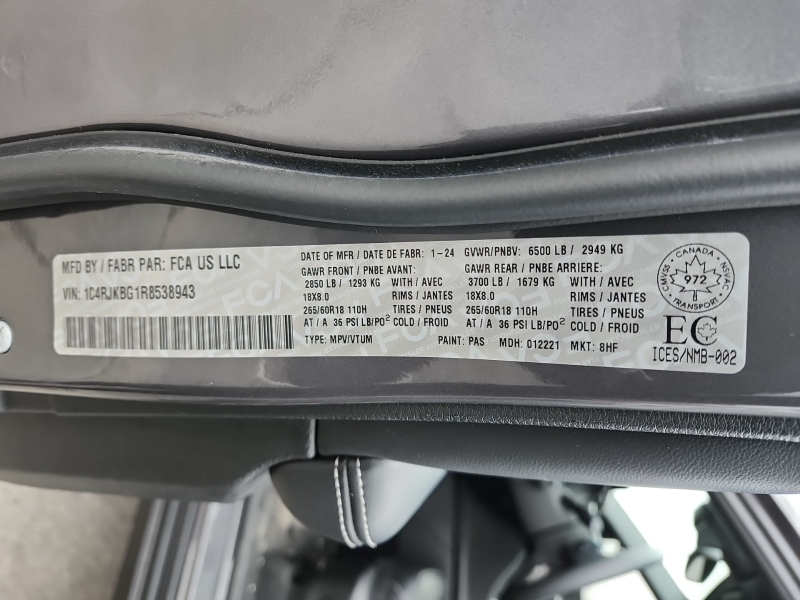 MFD BY / FABR PAR: FCA US LLC
VIN: 1C4RJKBG1R8538943
DATE OF MFR / DATE DE FABR: 1-24 GVWR/PNBV: 6500 LB / 2949 KG
GAWR FRONT / PNBE AVANT: GAWR REAR / PNBE ARRIERE:
2850 LB / 1293 KG WITH / AVEC 3700 LB / 1679 KG WITH / AVEC
18X8.0 RIMS / JANTES 18X8.0 RIMS / JANTES
265/60R18 110H TIRES / PNEUS 265/60R18 110H TIRES / PNEUS
AT / A 36 PSI LB/PO² COLD / FROID AT / A 36 PSI LB/PO² COLD / FROID
TYPE: MPV/VTUM PAINT: PAS MDH: 012221 MKT: 8HF
CANADA
CMVSS NSVAC
972
TRANSPORT
EC
ICES/NMB-002